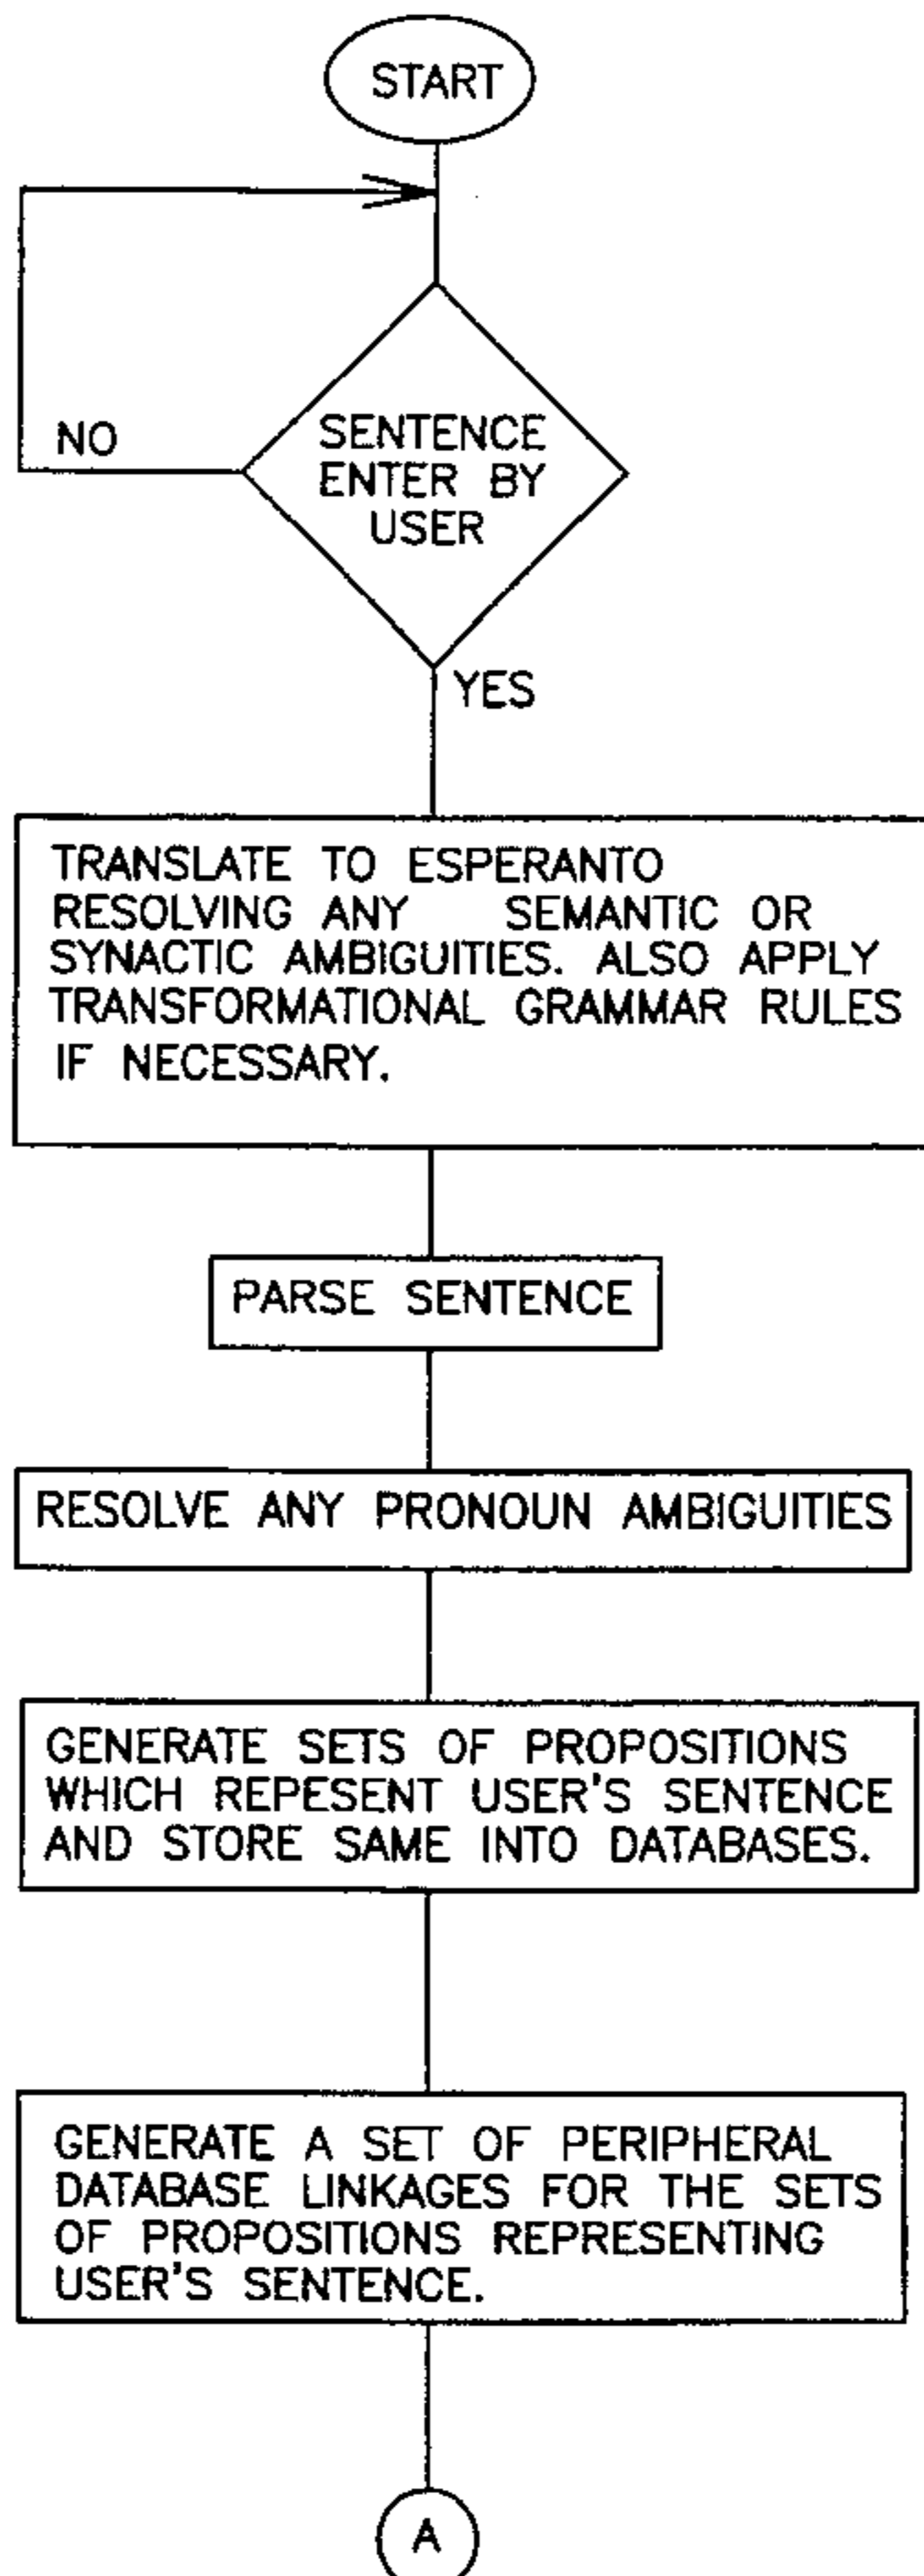 START
NO
SENTENCE
ENTER BY
USER
YES
TRANSLATE TO ESPERANTO
RESOLVING ANY SEMANTIC OR
SYNACTIC AMBIGUITIES. ALSO APPLY
TRANSFORMATIONAL GRAMMAR RULES
IF NECESSARY.
PARSE SENTENCE
RESOLVE ANY PRONOUN AMBIGUITIES
GENERATE SETS OF PROPOSITIONS
WHICH REPESENT USER'S SENTENCE
AND STORE SAME INTO DATABASES.
GENERATE A SET OF PERIPHERAL
DATABASE LINKAGES FOR THE SETS
OF PROPOSITIONS REPRESENTING
USER'S SENTENCE.
A